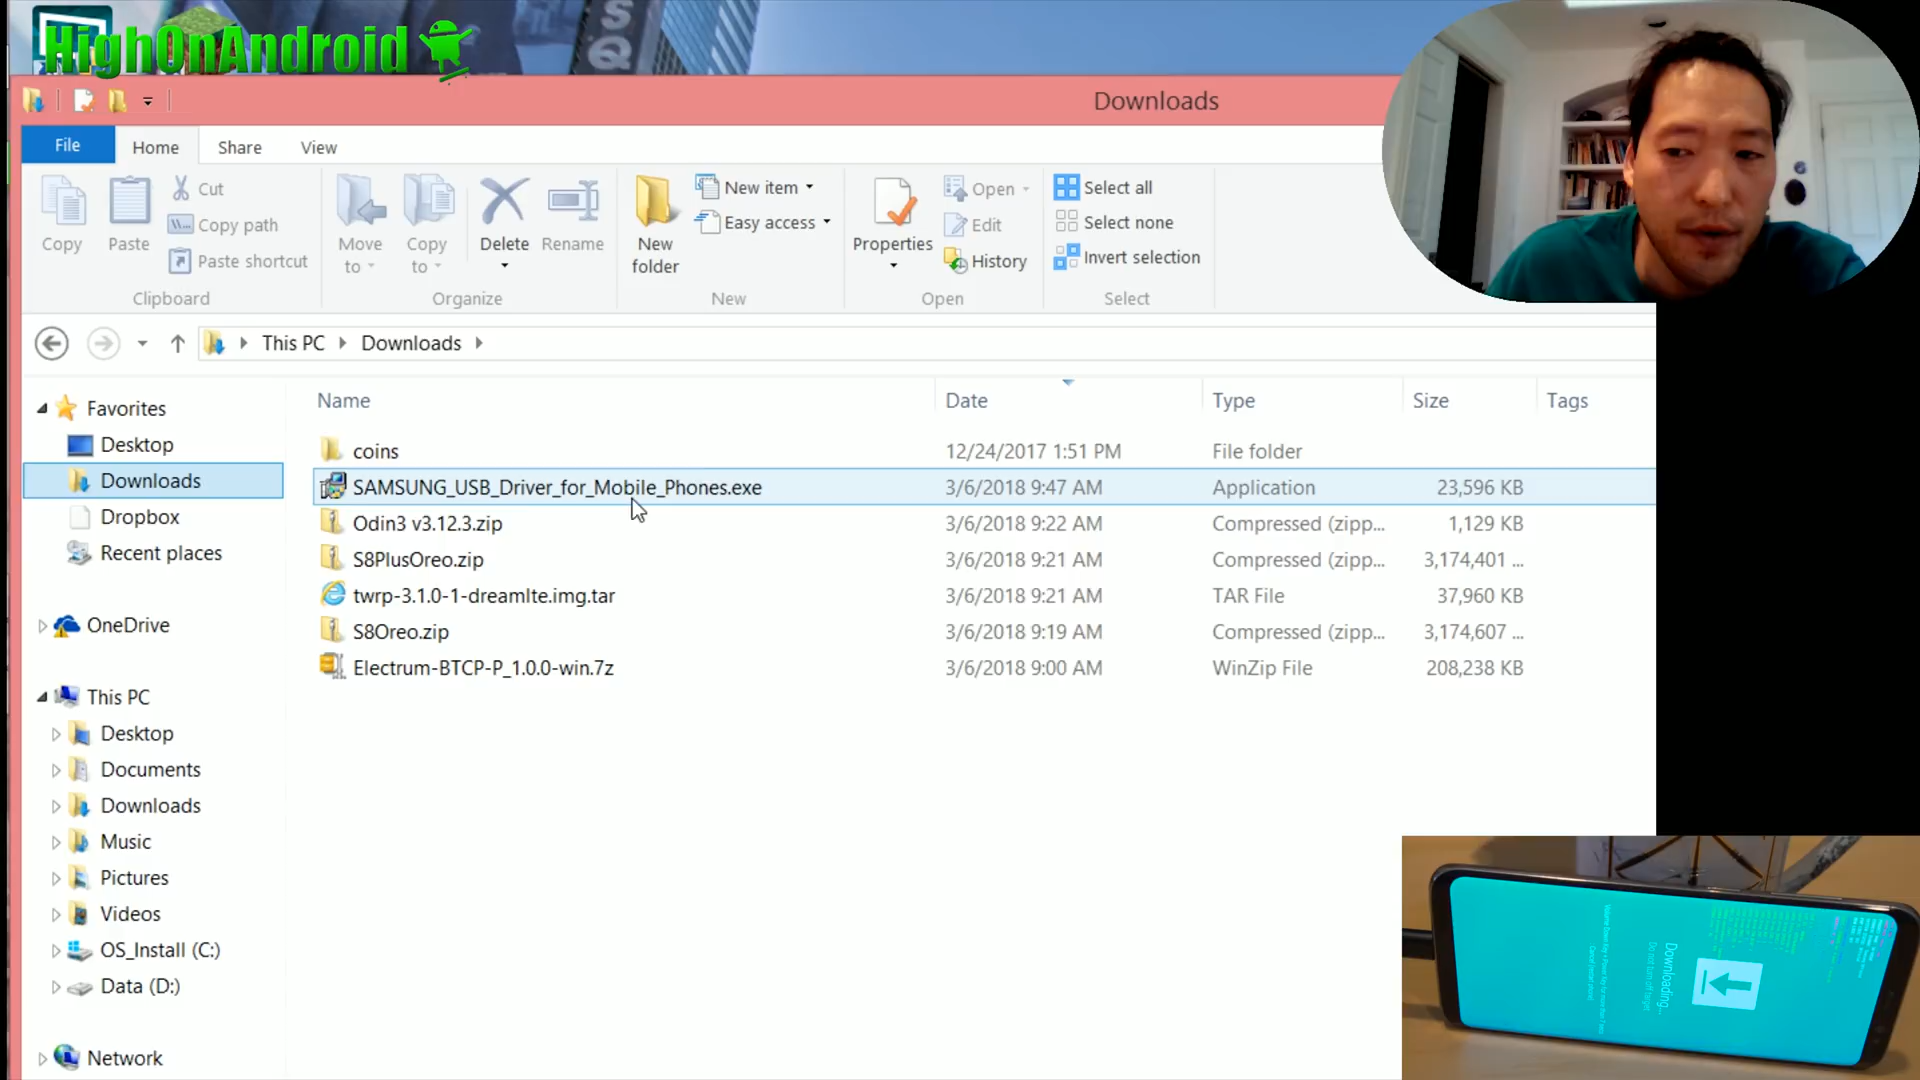 HighOnAndroid
SQ
Downloads
File
Home
Share
View
Copy
Paste
Cut
Copy path
Paste shortcut
Clipboard
Move to
Copy to
Delete
Rename
Organize
New folder
New item
Easy access
New
Properties
Open
Edit
History
Open
Select all
Select none
Invert selection
Select
This PC
Downloads
Name Date Type Size Tags
coins 12/24/2017 1:51 PM File folder
SAMSUNG_USB_Driver_for_Mobile_Phones.exe 3/6/2018 9:47 AM Application 23,596 KB
Odin3 v3.12.3.zip 3/6/2018 9:22 AM Compressed (zipp... 1,129 KB
S8PlusOreo.zip 3/6/2018 9:21 AM Compressed (zipp... 3,174,401 ...
twrp-3.1.0-1-dreamlte.img.tar 3/6/2018 9:21 AM TAR File 37,960 KB
S8Oreo.zip 3/6/2018 9:19 AM Compressed (zipp... 3,174,607 ...
Electrum-BTCP-P_1.0.0-win.7z 3/6/2018 9:00 AM WinZip File 208,238 KB
Favorites
Desktop
Downloads
Dropbox
Recent places
OneDrive
This PC
Desktop
Documents
Downloads
Music
Pictures
Videos
OS_Install (C:)
Data (D:)
Network
Downloading...
Do not turn off target